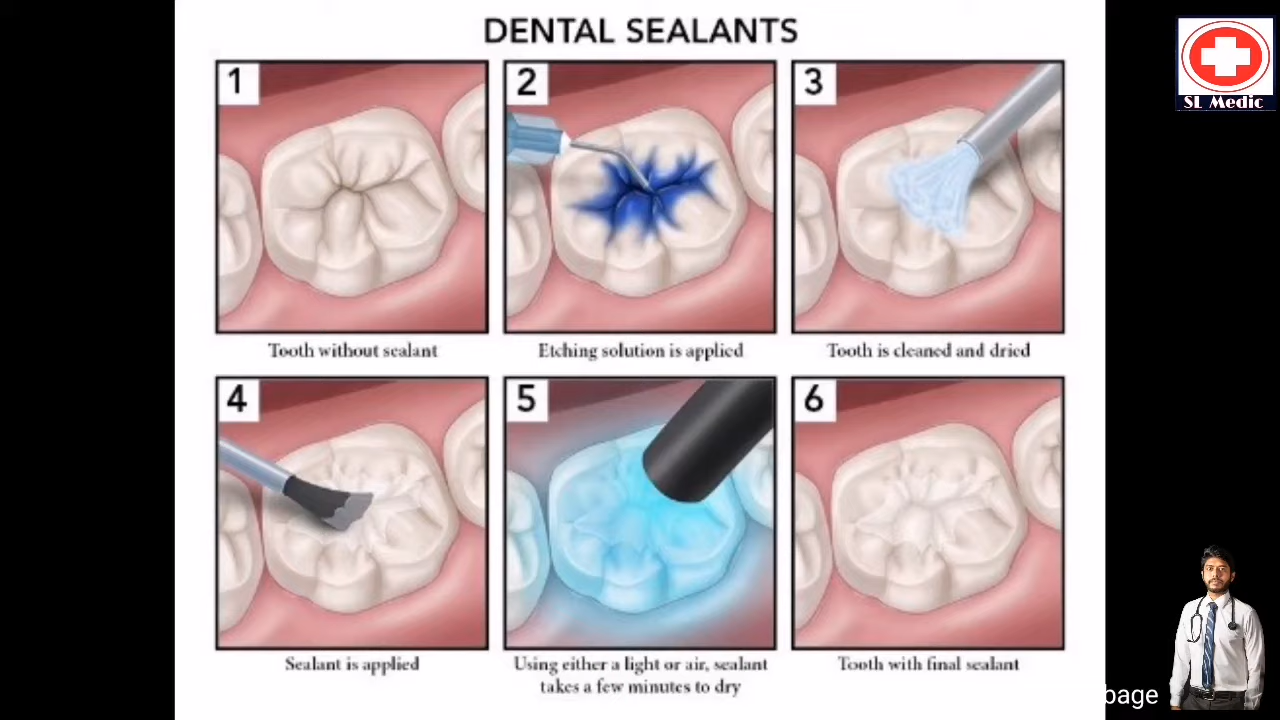 DENTAL SEALANTS
SL Medic
1
2
3
Tooth without sealant
Etching solution is applied
Tooth is cleaned and dried
4
5
6
Sealant is applied
Using either a light or air, sealant
takes a few minutes to dry
Tooth with final sealant